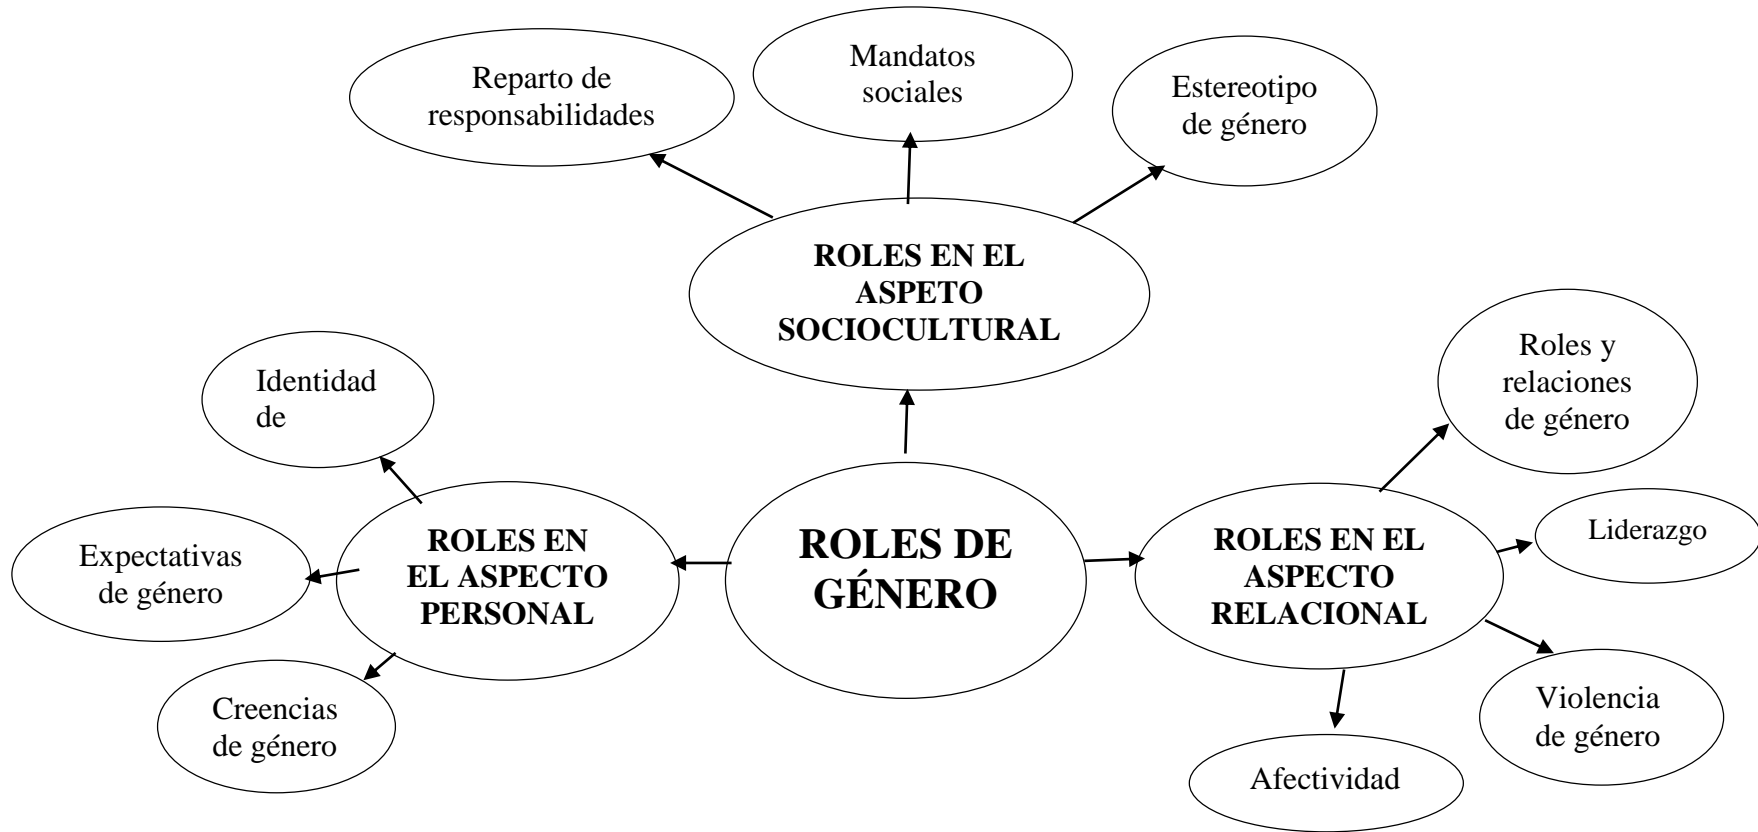 Reparto de
responsabilidades
Mandatos
sociales
Estereotipo
de género
ROLES EN EL
ASPETO
SOCIOCULTURAL
Identidad
de
Expectativas
de género
Creencias
de género
ROLES EN
EL ASPECTO
PERSONAL
ROLES DE
GÉNERO
ROLES EN EL
ASPECTO
RELACIONAL
Roles y
relaciones
de género
Liderazgo
Violencia
de género
Afectividad